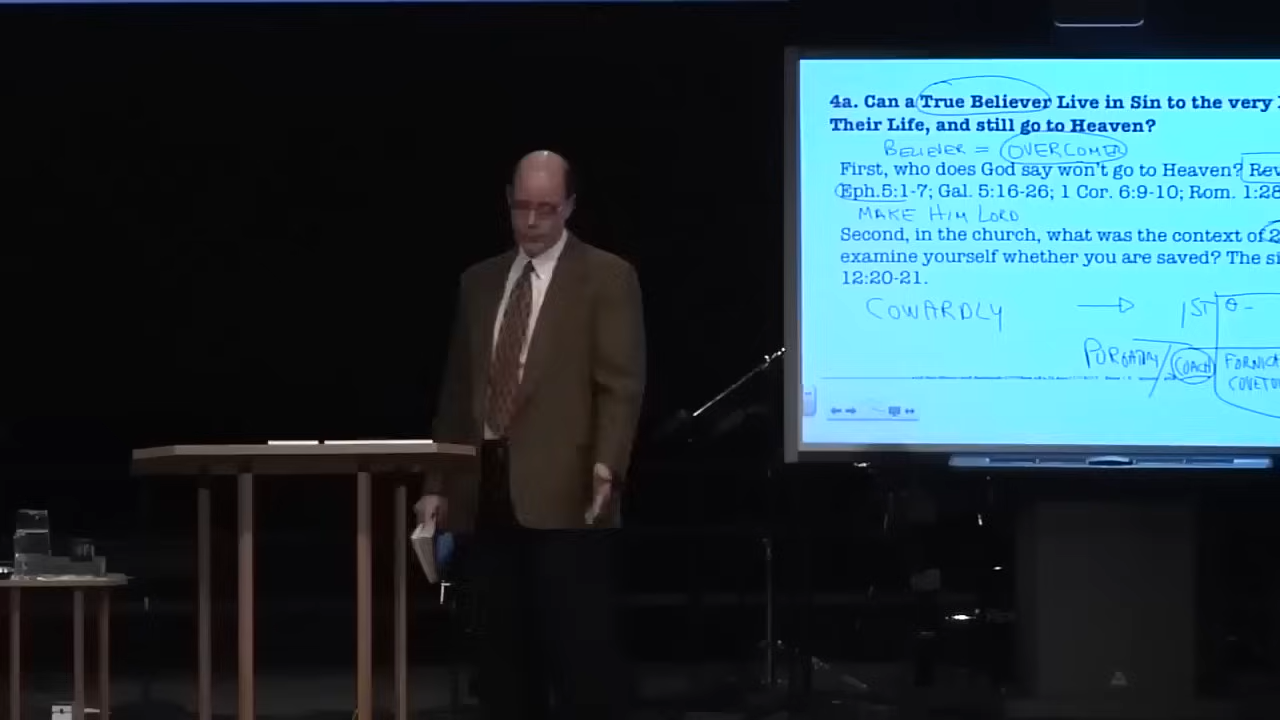 4a. Can a True Believer Live in Sin to the very
Their Life, and still go to Heaven?
BELIEVER = OVERCOMER
First, who does God say won't go to Heaven? Rev
Eph.5:1-7; Gal. 5:16-26; 1 Cor. 6:9-10; Rom. 1:28
MAKE HIM LORD
Second, in the church, what was the context of 2
examine yourself whether you are saved? The si
12:20-21.
COWARDLY 1ST
COACH FORNICA
COVETOU